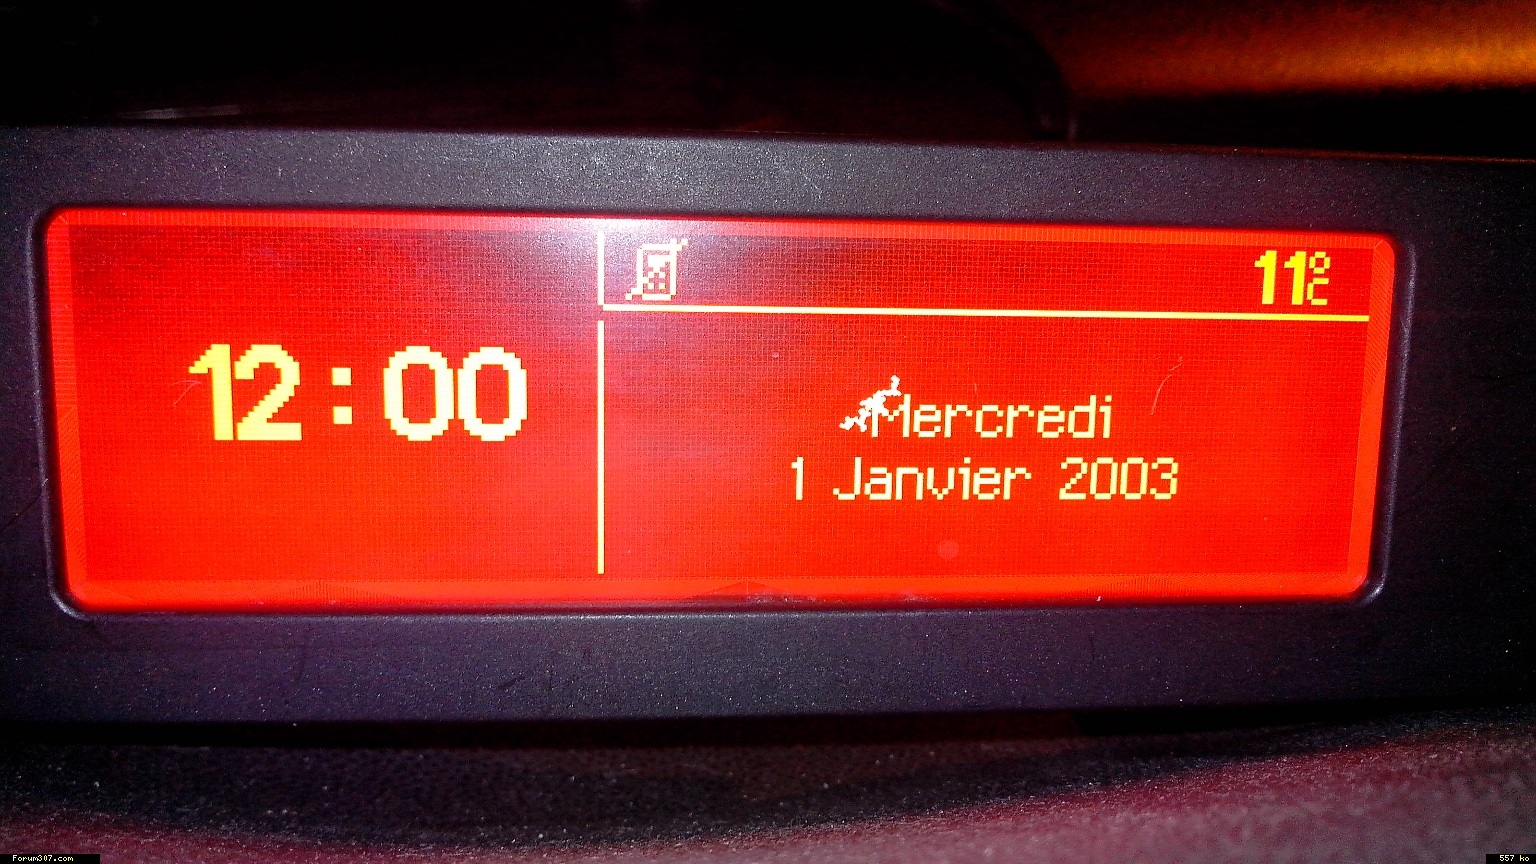 11°C
12:00
Mercredi
1 Janvier 2003
Forum307.com
557 ko